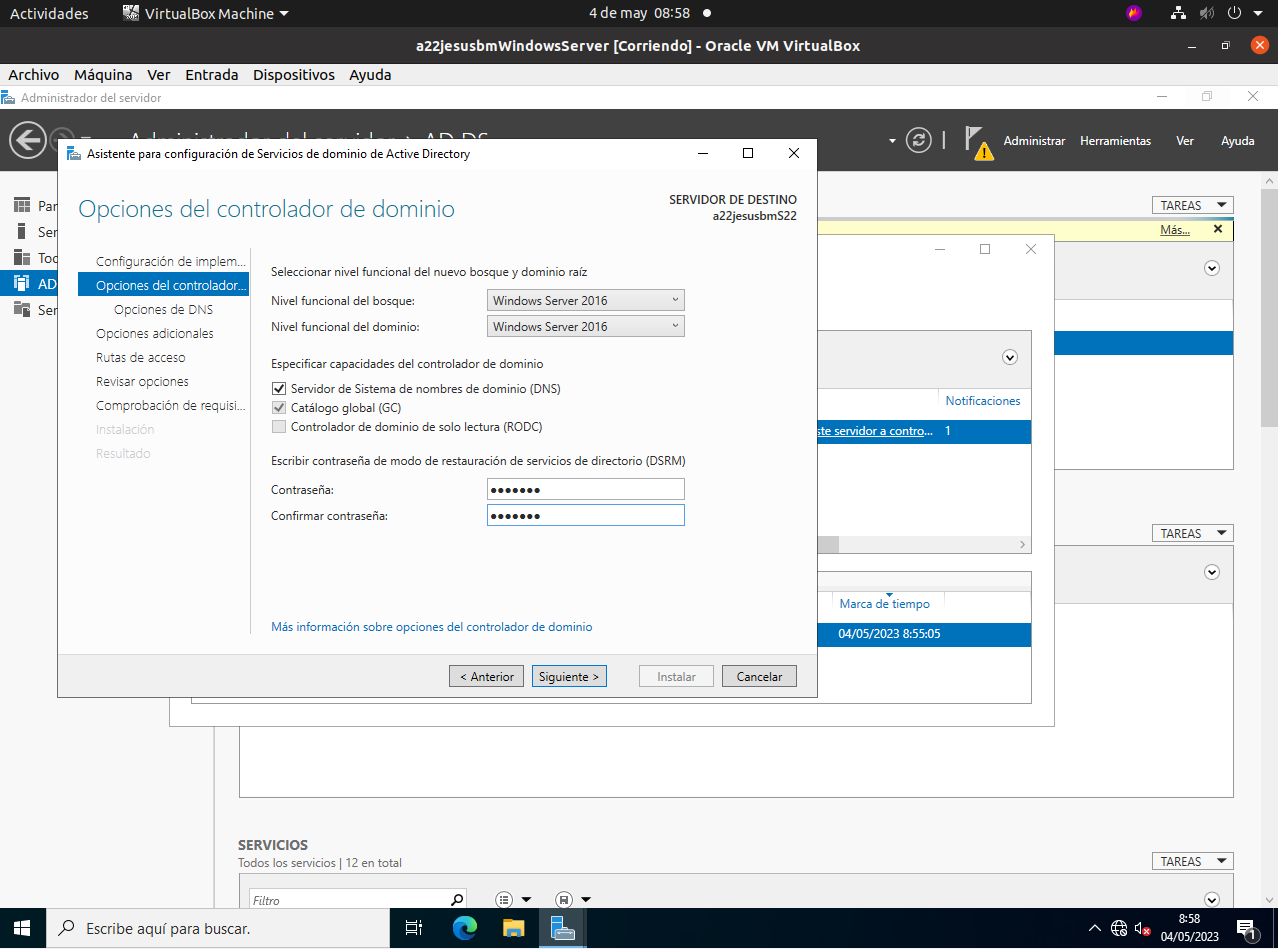 Actividades
VirtualBox Machine
4 de may 08:58
a22jesusbmWindowsServer [Corriendo] - Oracle VM VirtualBox
Archivo Máquina Ver Entrada Dispositivos Ayuda
Administrador del servidor
Administrar Herramientas Ver Ayuda
Asistente para configuración de Servicios de dominio de Active Directory
Opciones del controlador de dominio
SERVIDOR DE DESTINO
a22jesusbmS22
TAREAS
Más...
Configuración de implem...
Opciones del controlador...
Opciones de DNS
Opciones adicionales
Rutas de acceso
Revisar opciones
Comprobación de requisi...
Instalación
Resultado
Seleccionar nivel funcional del nuevo bosque y dominio raíz
Nivel funcional del bosque: Windows Server 2016
Nivel funcional del dominio: Windows Server 2016
Especificar capacidades del controlador de dominio
Servidor de Sistema de nombres de dominio (DNS)
Catálogo global (GC)
Controlador de dominio de solo lectura (RODC)
Escribir contraseña de modo de restauración de servicios de directorio (DSRM)
Contraseña: ●●●●●●●
Confirmar contraseña: ●●●●●●●
Más información sobre opciones del controlador de dominio
< Anterior Siguiente > Instalar Cancelar
Notificaciones
ste servidor a contro... 1
TAREAS
Marca de tiempo
04/05/2023 8:55:05
SERVICIOS
Todos los servicios | 12 en total
TAREAS
Filtro
Escribe aquí para buscar.
8:58
04/05/2023
1